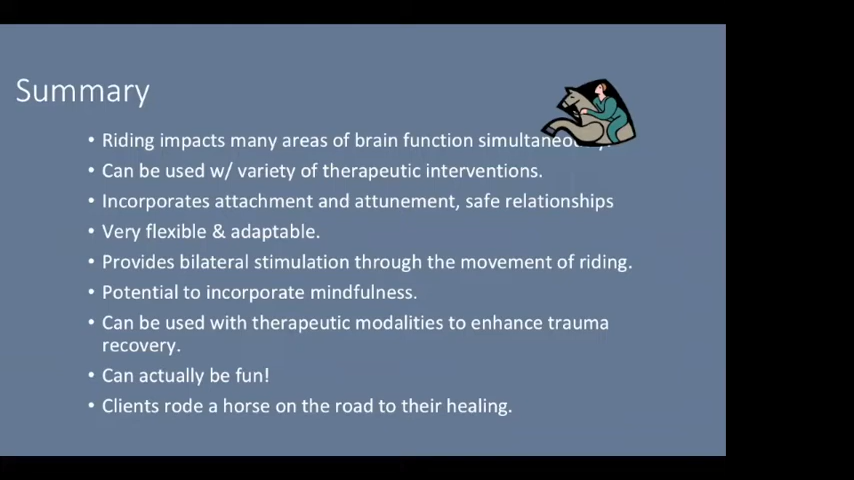 Summary
• Riding impacts many areas of brain function
• Can be used w/ variety of therapeutic interventions.
• Incorporates attachment and attunement, safe relationships
• Very flexible & adaptable.
• Provides bilateral stimulation through the movement of riding.
• Potential to incorporate mindfulness.
• Can be used with therapeutic modalities to enhance trauma
recovery.
• Can actually be fun!
• Clients rode a horse on the road to their healing.